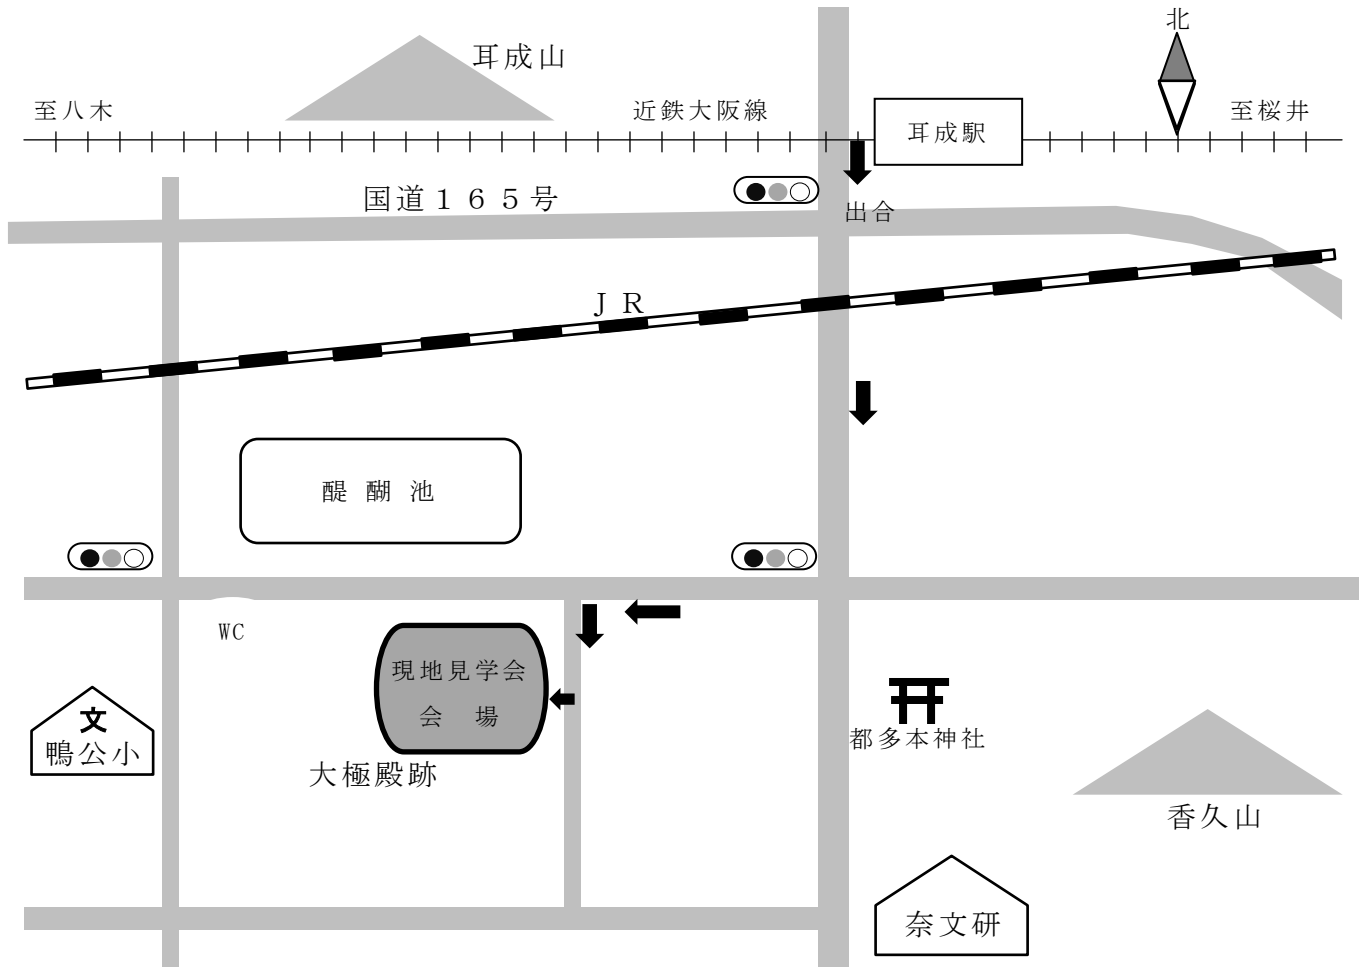 北
耳成山
至八木
近鉄大阪線
至桜井
耳成駅
国道１６５号
出合
ＪＲ
醍醐池
WC
現地見学会
会場
文
鴨公小
都多本神社
大極殿跡
香久山
奈文研